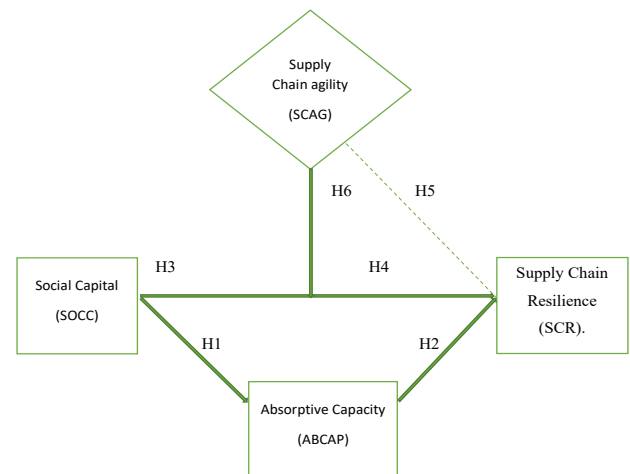 Supply
Chain agility
(SCAG)
H6
H5
H3
H4
Social Capital
(SOCC)
Supply Chain
Resilience
(SCR).
H1
H2
Absorptive Capacity
(ABCAP)